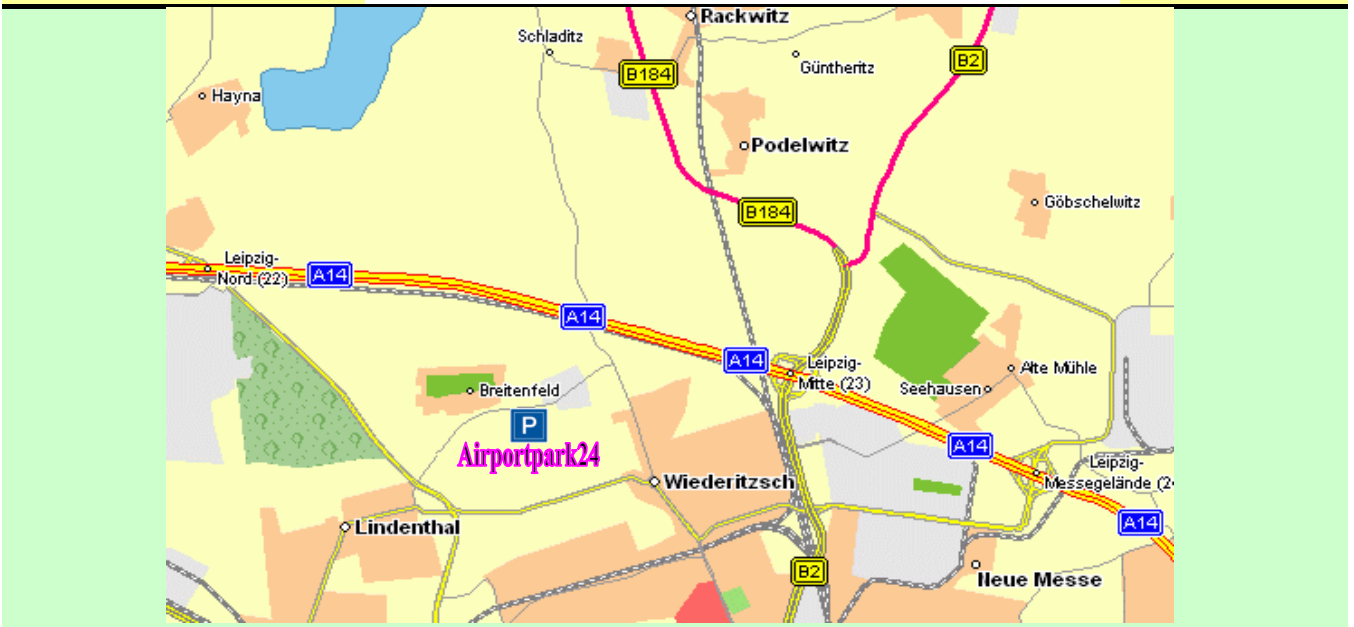 Rackwitz
Schladitz
B184
B2
Güntheritz
Hayna
Podelwitz
Göbschelwitz
B184
Leipzig-
Nord (22)
A14
A14
A14
Leipzig-
Mitte (23)
Alte Mühle
Seehausen
Breitenfeld
P
Airportpark24
A14
Leipzig-
Messegelände (2
Wiederitzsch
A14
Lindenthal
B2
Neue Messe